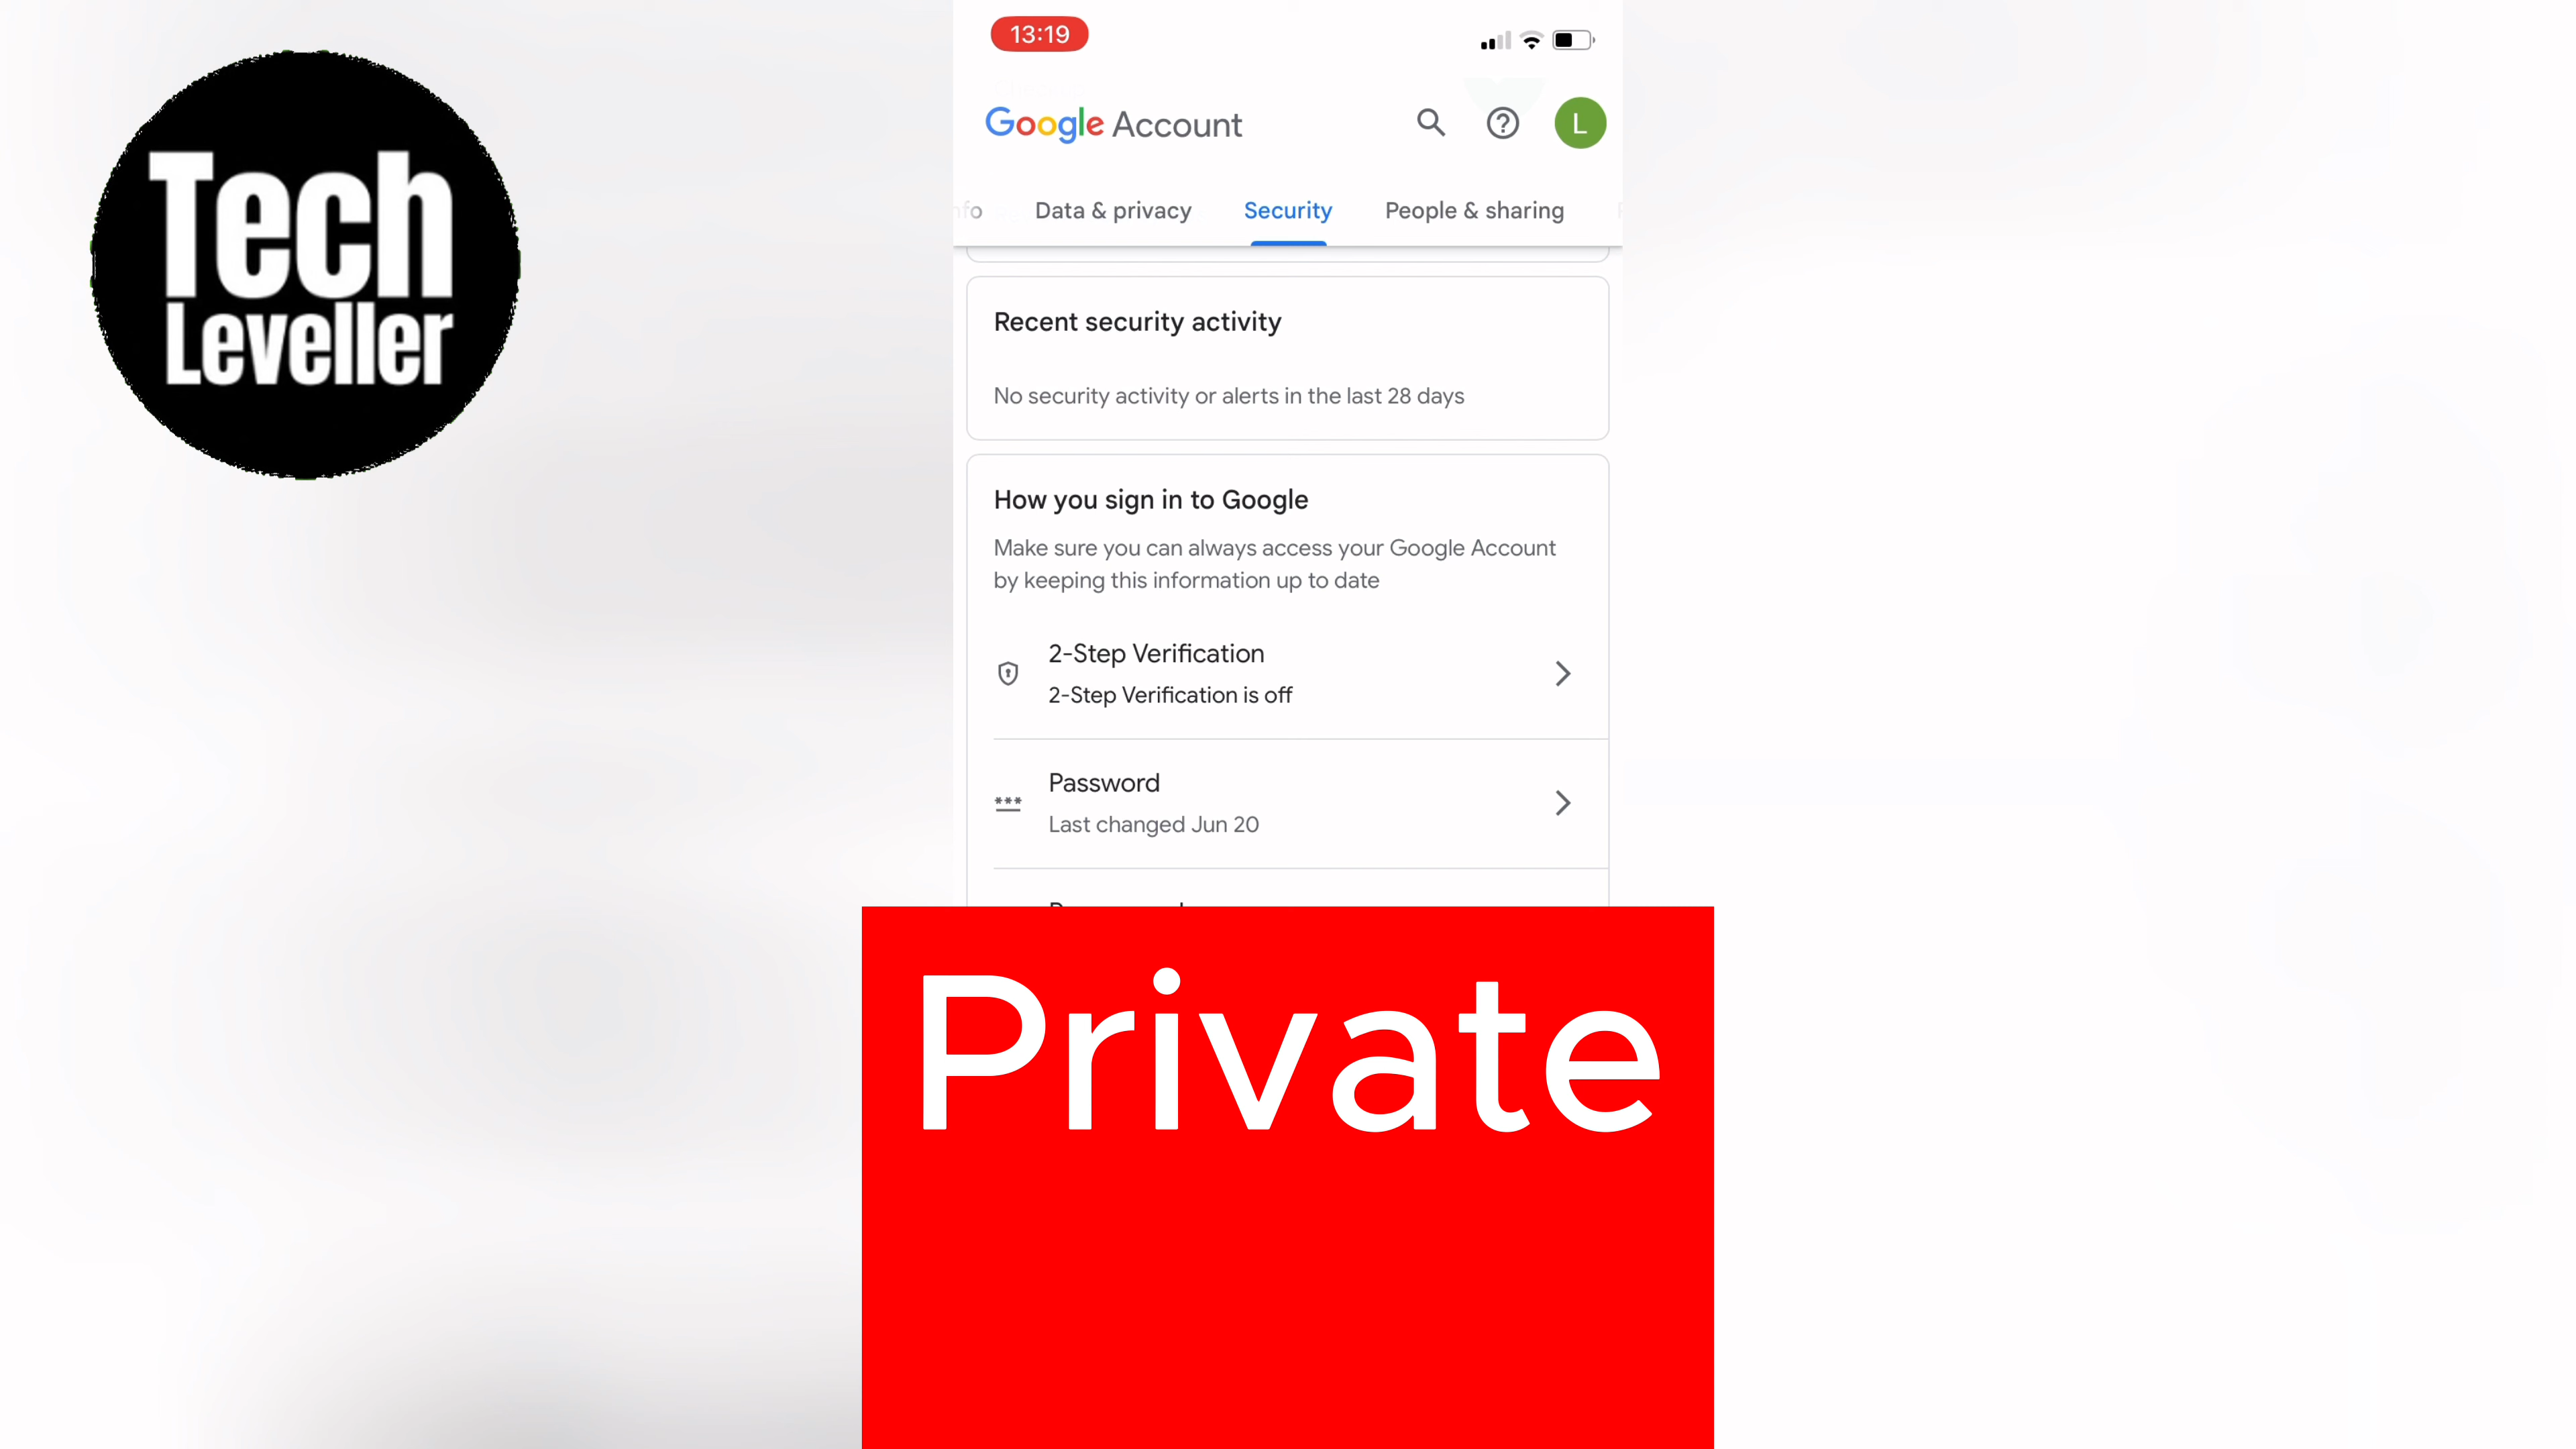 Tech
Leveller
13:19
Google Account
L
Data & privacy
Security
People & sharing
Recent security activity
No security activity or alerts in the last 28 days
How you sign in to Google
Make sure you can always access your Google Account
by keeping this information up to date
2-Step Verification
2-Step Verification is off
Password
Last changed Jun 20
Private